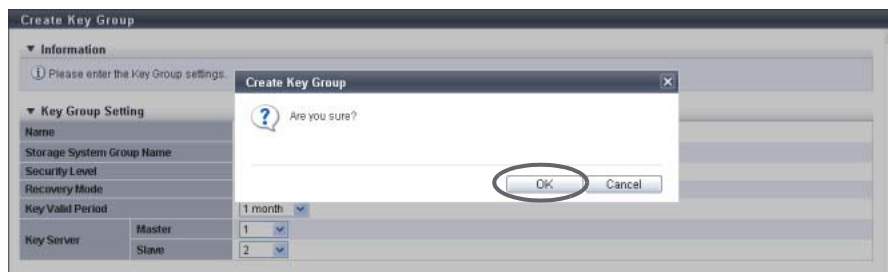 Create Key Group
Information
Please enter the Key Group settings.
Create Key Group
Are you sure?
OK Cancel
Key Group Setting
Name
Storage System Group Name
Security Level
Recovery Mode
Key Valid Period 1 month
Key Server Master 1
Slave 2